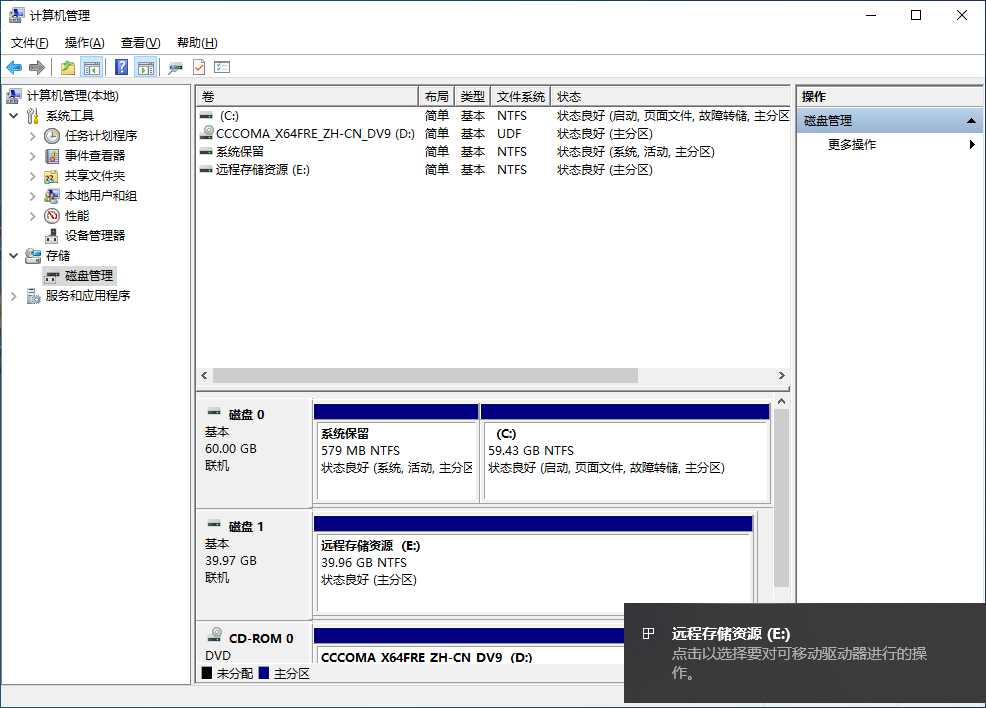 计算机管理
文件(F) 操作(A) 查看(V) 帮助(H)
计算机管理(本地)
系统工具
任务计划程序
事件查看器
共享文件夹
本地用户和组
性能
设备管理器
存储
磁盘管理
服务和应用程序
卷 布局 类型 文件系统 状态
(C:) 简单 基本 NTFS 状态良好 (启动, 页面文件, 故障转储, 主分区
CCCOMA_X64FRE_ZH-CN_DV9 (D:) 简单 基本 UDF 状态良好 (主分区)
系统保留 简单 基本 NTFS 状态良好 (系统, 活动, 主分区)
远程存储资源 (E:) 简单 基本 NTFS 状态良好 (主分区)
操作
磁盘管理
更多操作
磁盘 0
基本
60.00 GB
联机
系统保留
579 MB NTFS
状态良好 (系统, 活动, 主分区
(C:)
59.43 GB NTFS
状态良好 (启动, 页面文件, 故障转储, 主分区)
磁盘 1
基本
39.97 GB
联机
远程存储资源 (E:)
39.96 GB NTFS
状态良好 (主分区)
CD-ROM 0
DVD
CCCOMA_X64FRE_ZH-CN_DV9 (D:)
未分配 主分区
远程存储资源 (E:)
点击以选择要对可移动驱动器进行的操
作。